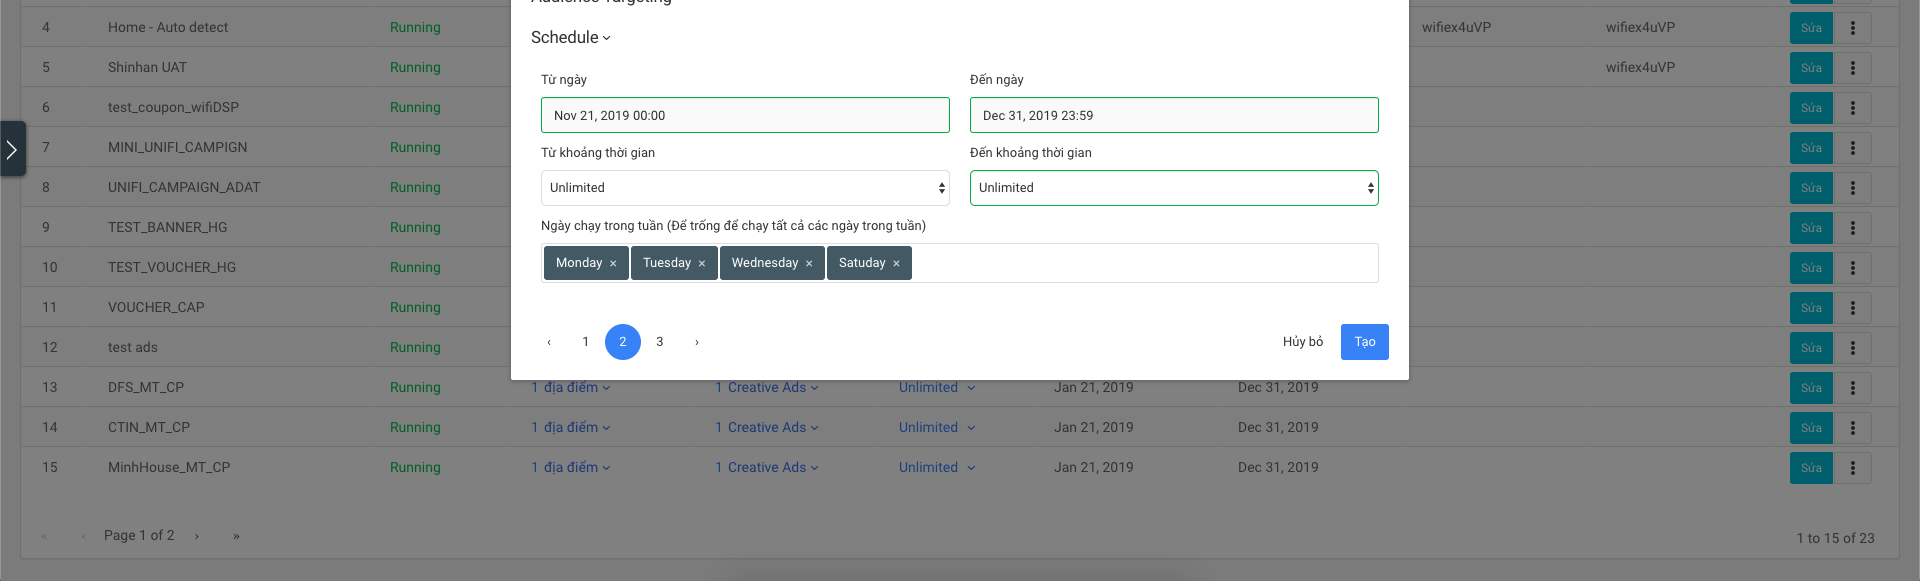 Audience Targeting
4 Home - Auto detect Running wifiex4uVP wifiex4uVP Sửa
Schedule
5 Shinhan UAT Running wifiex4uVP Sửa
Từ ngày Đến ngày
6 test_coupon_wifiDSP Running Sửa
Nov 21, 2019 00:00 Dec 31, 2019 23:59
7 MINI_UNIFI_CAMPIGN Running Sửa
Từ khoảng thời gian Đến khoảng thời gian
8 UNIFI_CAMPAIGN_ADAT Running Sửa
Unlimited Unlimited
9 TEST_BANNER_HG Running Sửa
Ngày chạy trong tuần (Để trống để chạy tất cả các ngày trong tuần)
10 TEST_VOUCHER_HG Running Sửa
Monday × Tuesday × Wednesday × Satuday ×
11 VOUCHER_CAP Running Sửa
12 test ads Running Sửa
‹ 1 2 3 › Hủy bỏ Tạo
13 DFS_MT_CP Running 1 địa điểm 1 Creative Ads Unlimited Jan 21, 2019 Dec 31, 2019 Sửa
14 CTIN_MT_CP Running 1 địa điểm 1 Creative Ads Unlimited Jan 21, 2019 Dec 31, 2019 Sửa
15 MinhHouse_MT_CP Running 1 địa điểm 1 Creative Ads Unlimited Jan 21, 2019 Dec 31, 2019 Sửa
« ‹ Page 1 of 2 › » 1 to 15 of 23